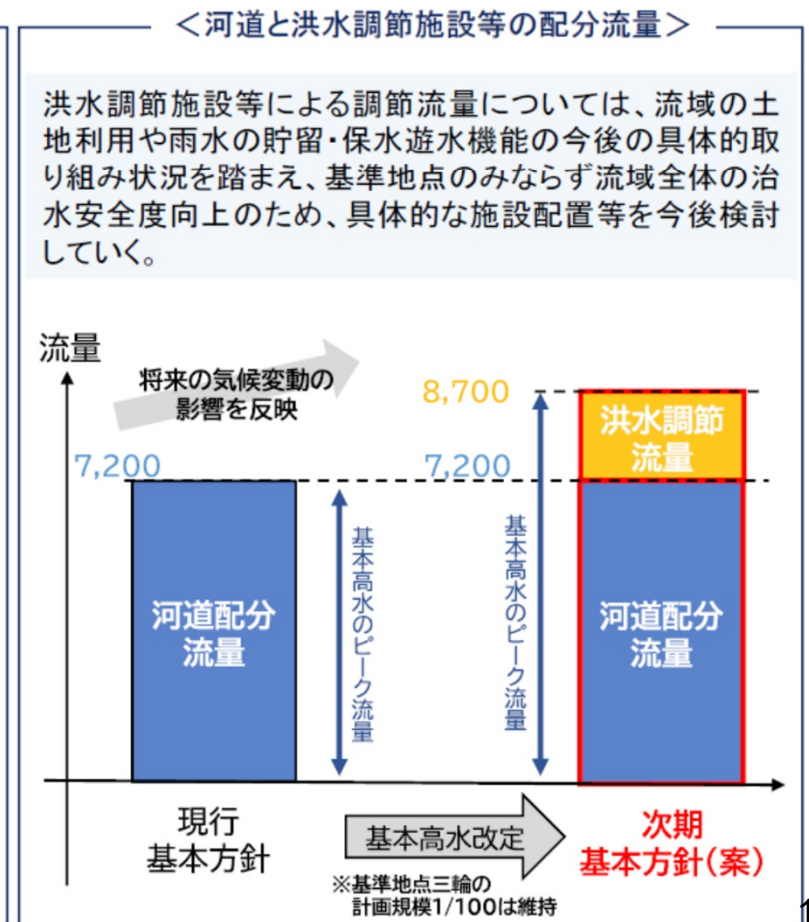 ＜河道と洪水調節施設等の配分流量＞
洪水調節施設等による調節流量については、流域の土
地利用や雨水の貯留・保水遊水機能の今後の具体的取
り組み状況を踏まえ、基準地点のみならず流域全体の治
水安全度向上のため、具体的な施設配置等を今後検討
していく。
流量
将来の気候変動の
影響を反映
7,200
河道配分
流量
基本高水のピーク流量
8,700
7,200
基本高水のピーク流量
洪水調節
流量
河道配分
流量
現行
基本方針
基本高水改定
※基準地点三輪の
計画規模1/100は維持
次期
基本方針(案)